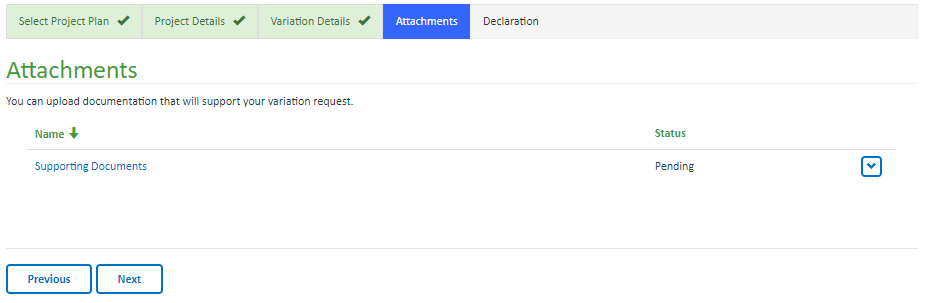 Select Project Plan Project Details Variation Details Attachments Declaration
Attachments
You can upload documentation that will support your variation request.
Name Status
Supporting Documents Pending
Previous Next